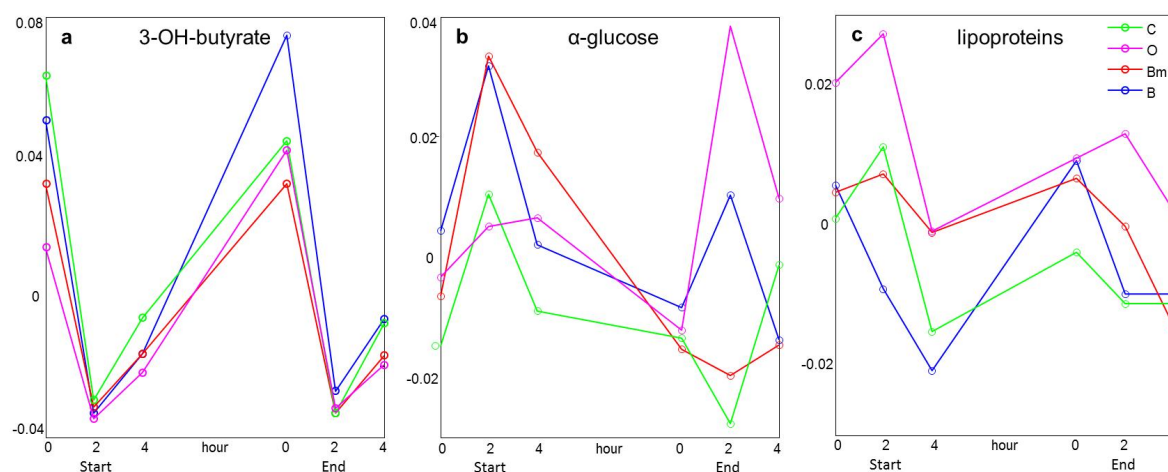 a 3-OH-butyrate
0.08
0.04
0
-0.04
0 2 4 hour 0 2 4
Start End
b α-glucose
0.04
0.02
0
-0.02
0 2 4 hour 0 2 4
Start End
c lipoproteins
C
O
Bm
B
0.02
0
-0.02
0 2 4 hour 0 2 4
Start End